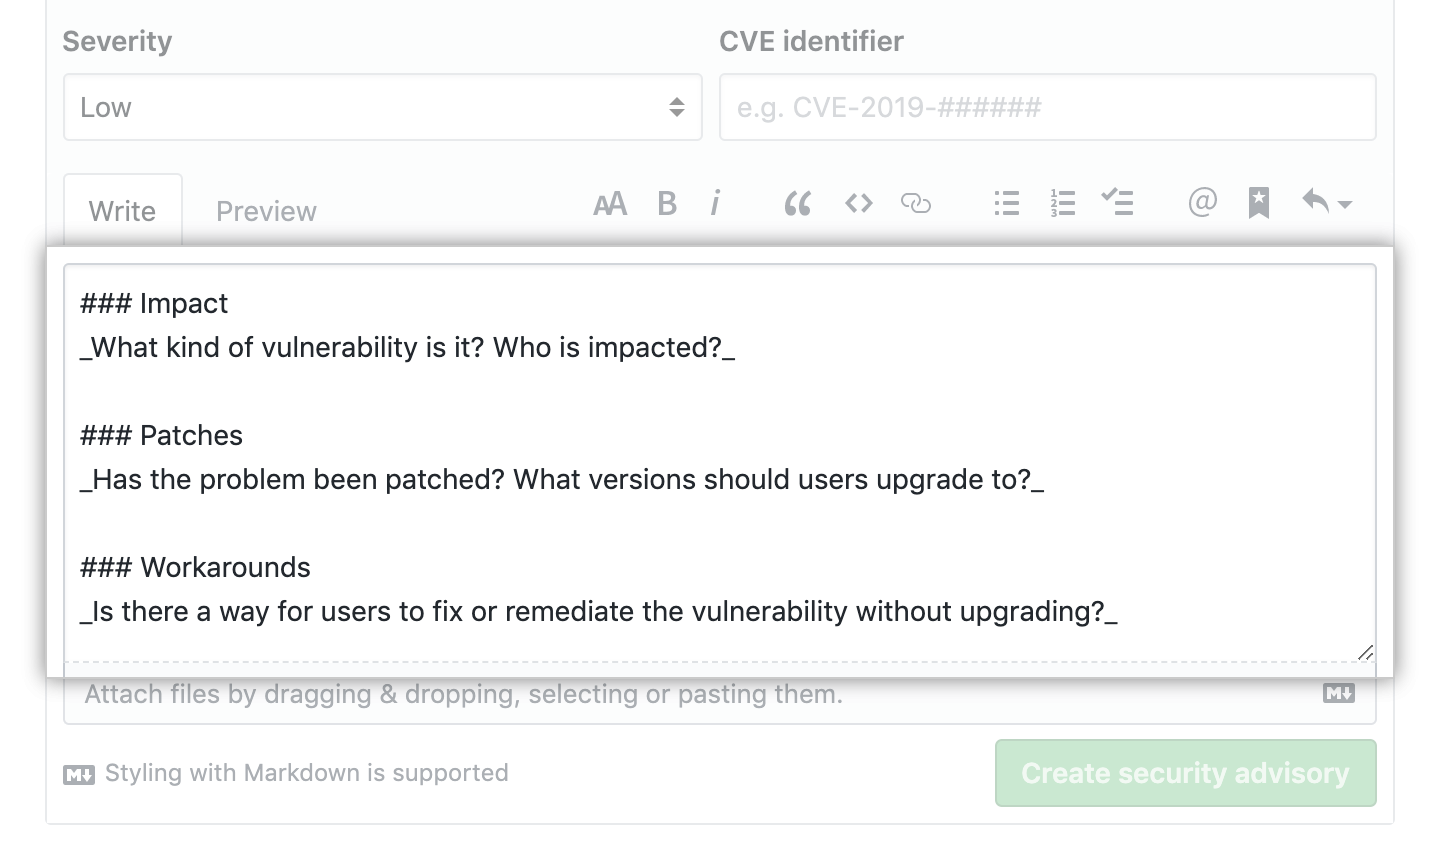 Severity
CVE identifier
Low
e.g. CVE-2019-######
Write
Preview
### Impact
_What kind of vulnerability is it? Who is impacted?_
### Patches
_Has the problem been patched? What versions should users upgrade to?_
### Workarounds
_Is there a way for users to fix or remediate the vulnerability without upgrading?_
Attach files by dragging & dropping, selecting or pasting them.
Styling with Markdown is supported
Create security advisory